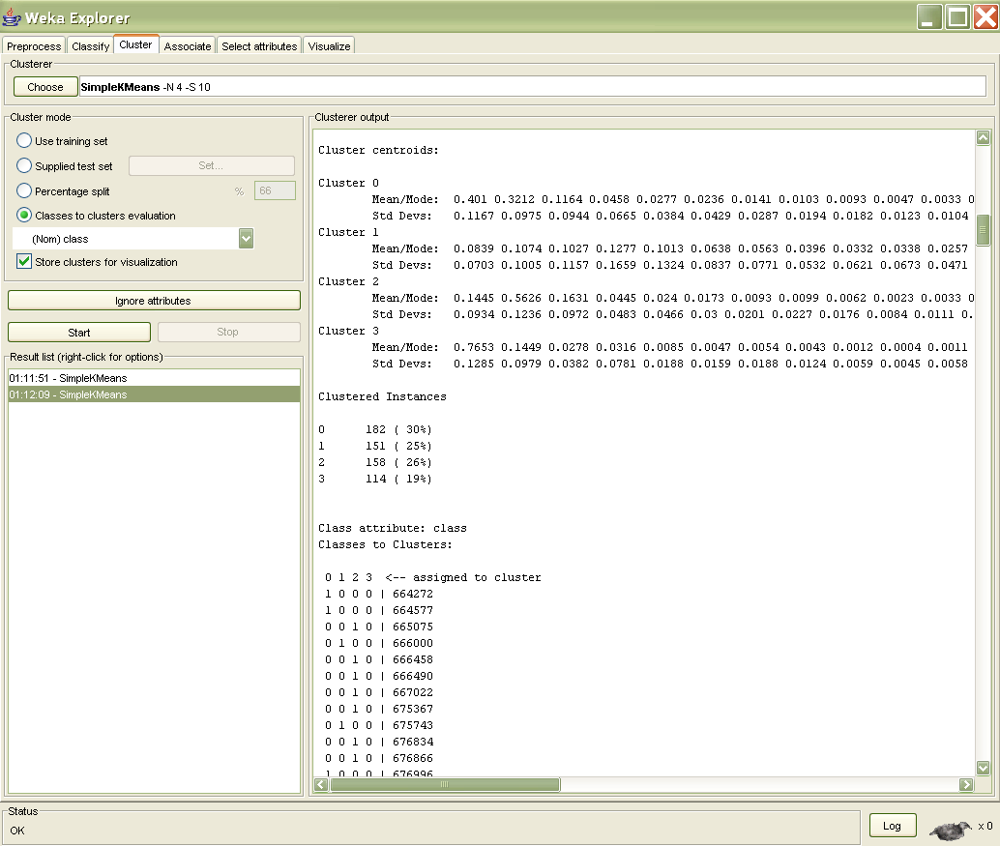 Weka Explorer
Preprocess Classify Cluster Associate Select attributes Visualize
Clusterer
Choose SimpleKMeans -N 4 -S 10
Cluster mode
Use training set
Supplied test set Set...
Percentage split % 66
Classes to clusters evaluation
(Nom) class
Store clusters for visualization
Ignore attributes
Start Stop
Result list (right-click for options)
01:11:51 - SimpleKMeans
01:12:09 - SimpleKMeans
Clusterer output
Cluster centroids:
Cluster 0
Mean/Mode: 0.401 0.3212 0.1164 0.0458 0.0277 0.0236 0.0141 0.0103 0.0093 0.0047 0.0033 0
Std Devs: 0.1167 0.0975 0.0944 0.0665 0.0384 0.0429 0.0287 0.0194 0.0182 0.0123 0.0104
Cluster 1
Mean/Mode: 0.0839 0.1074 0.1027 0.1277 0.1013 0.0638 0.0563 0.0396 0.0332 0.0338 0.0257
Std Devs: 0.0703 0.1005 0.1157 0.1659 0.1324 0.0837 0.0771 0.0532 0.0621 0.0673 0.0471
Cluster 2
Mean/Mode: 0.1445 0.5626 0.1631 0.0445 0.024 0.0173 0.0093 0.0099 0.0062 0.0023 0.0033 0
Std Devs: 0.0934 0.1236 0.0972 0.0483 0.0466 0.03 0.0201 0.0227 0.0176 0.0084 0.0111 0.
Cluster 3
Mean/Mode: 0.7653 0.1449 0.0278 0.0316 0.0085 0.0047 0.0054 0.0043 0.0012 0.0004 0.0011
Std Devs: 0.1285 0.0979 0.0382 0.0781 0.0188 0.0159 0.0188 0.0124 0.0059 0.0045 0.0058
Clustered Instances
0 182 ( 30%)
1 151 ( 25%)
2 158 ( 26%)
3 114 ( 19%)
Class attribute: class
Classes to Clusters:
0 1 2 3 <-- assigned to cluster
1 0 0 0 | 664272
1 0 0 0 | 664577
0 0 1 0 | 665075
0 1 0 0 | 666000
0 0 1 0 | 666458
0 0 1 0 | 666490
0 0 1 0 | 667022
0 0 1 0 | 675367
0 1 0 0 | 675743
0 0 1 0 | 676834
0 0 1 0 | 676866
1 0 0 0 | 676996
Status
OK
Log x 0